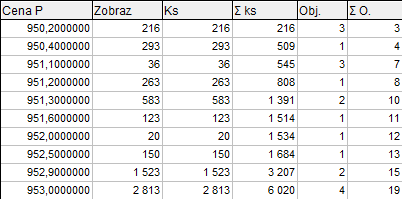 Cena P Zobraz Ks Σ ks Obj. Σ O.
950,2000000 216 216 216 3 3
950,4000000 293 293 509 1 4
951,1000000 36 36 545 3 7
951,2000000 263 263 808 1 8
951,3000000 583 583 1 391 2 10
951,6000000 123 123 1 514 1 11
952,0000000 20 20 1 534 1 12
952,5000000 150 150 1 684 1 13
952,9000000 1 523 1 523 3 207 2 15
953,0000000 2 813 2 813 6 020 4 19